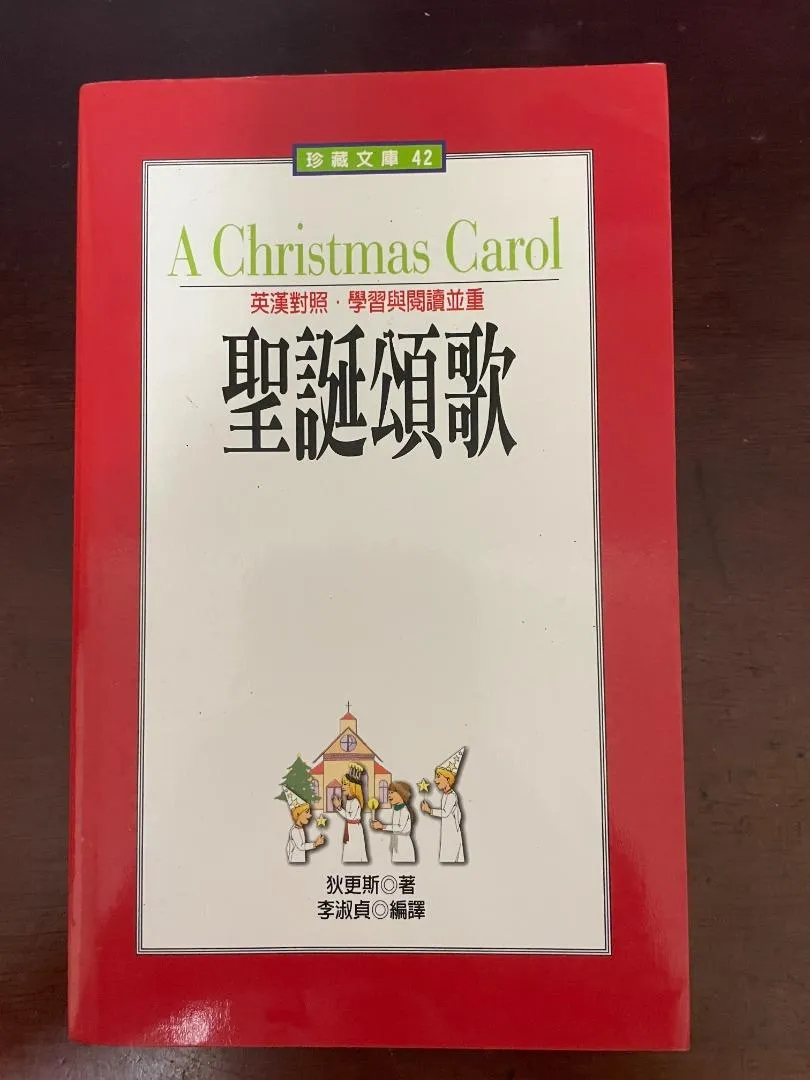 珍藏文庫 42
A Christmas Carol
英漢對照·學習與閱讀並重
聖誕頌歌
狄更斯◎著
李淑貞◎編譯